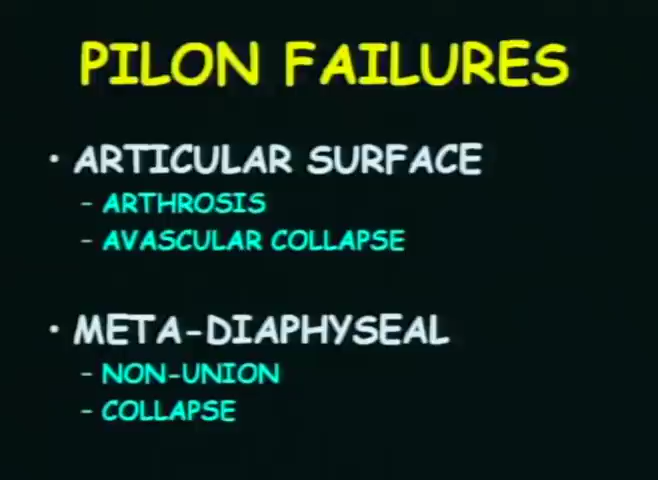 PILON FAILURES
• ARTICULAR SURFACE
– ARTHROSIS
– AVASCULAR COLLAPSE
• META-DIAPHYSEAL
– NON-UNION
– COLLAPSE